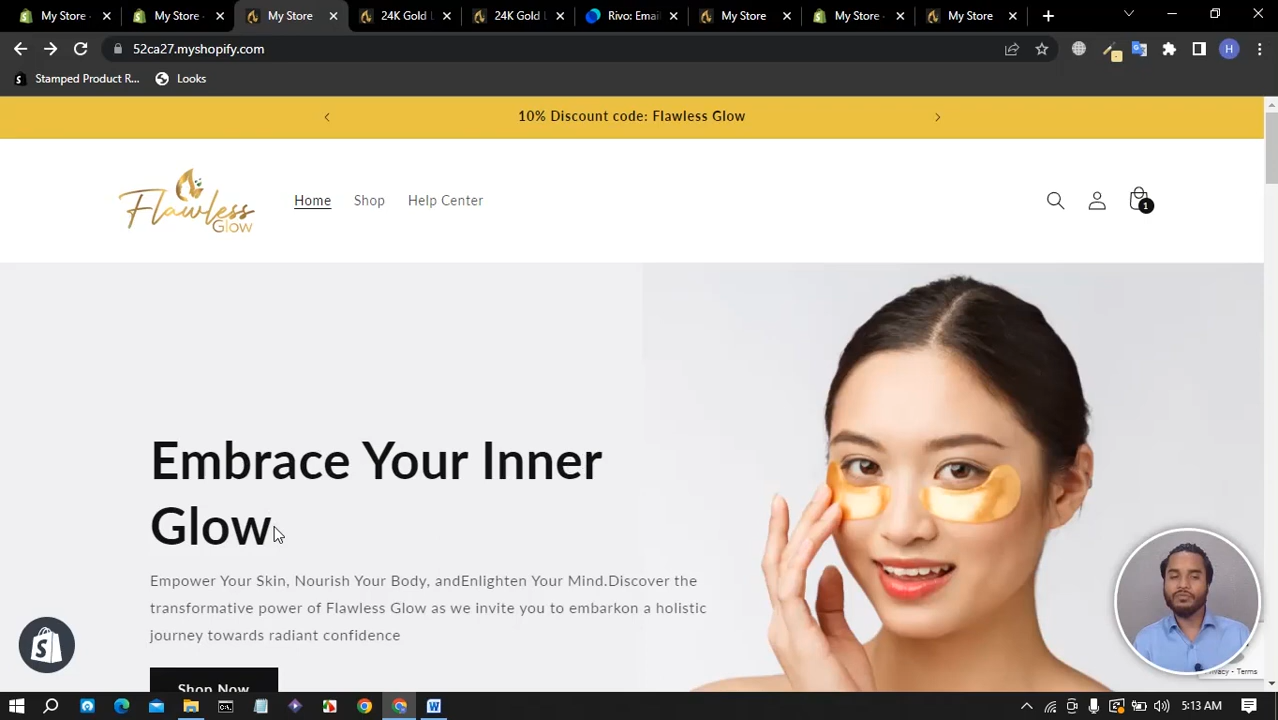 My Store
My Store
My Store
24K Gold
24K Gold
Rivo: Emai
My Store
My Store
My Store
52ca27.myshopify.com
H
Stamped Product R...
Looks
10% Discount code: Flawless Glow
Flawless
Glow
Home
Shop
Help Center
1
Embrace Your Inner
Glow
Empower Your Skin, Nourish Your Body, andEnlighten Your Mind.Discover the
transformative power of Flawless Glow as we invite you to embarkon a holistic
journey towards radiant confidence
Shop Now
Privacy - Terms
5:13 AM